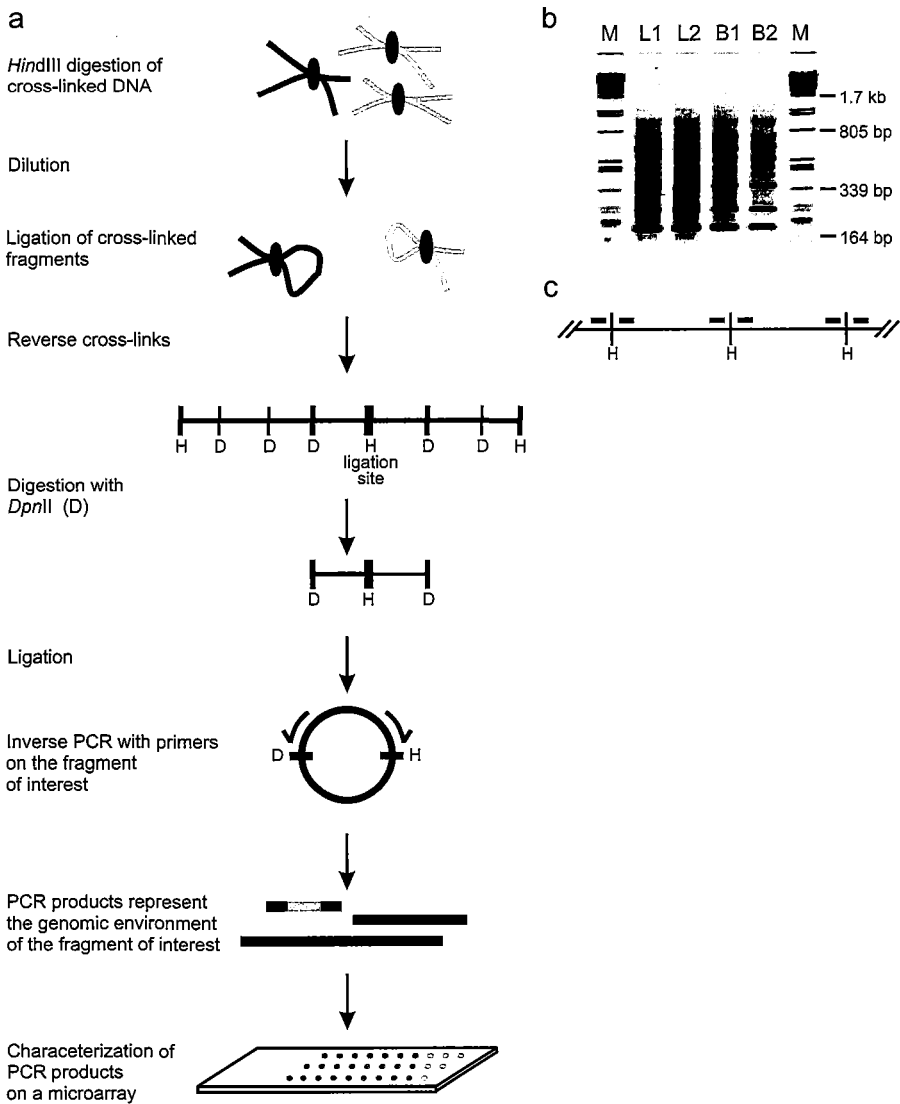 a
HindIII digestion of
cross-linked DNA
Dilution
Ligation of cross-linked
fragments
Reverse cross-links
H D D D H D D H
ligation
site
Digestion with
DpnII (D)
D H D
Ligation
Inverse PCR with primers
on the fragment
of interest
D H
PCR products represent
the genomic environment
of the fragment of interest
Characeterization of
PCR products
on a microarray
b
M L1 L2 B1 B2 M
1.7 kb
805 bp
339 bp
164 bp
c
H H H